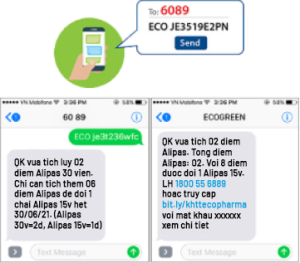 To: 6089
ECO JE3519E2PN
Send
VN Vodafone 3:36 PM 58%
60 89
ECO je3t236wfc
QK vua tich luy 02
diem Alipas 30 vien.
Chi can tich them 06
diem Alipas de doi 1
chai Alipas 15v het
30/06/21. (Alipas
30v=2d, Alipas 15v=1d)
Text Message
VN Vodafone 3:36 PM 58%
ECOGREEN
QK vua tich 02 diem
Alipas. Tong diem
Alipas: 02. Voi 8 diem
duoc doi 1 Alipas 15v.
LH 1800 55 6889
hoac truy cap
bit.ly/khttecopharma
voi mat khau xxxxxx
xem chi tiet
Text Message